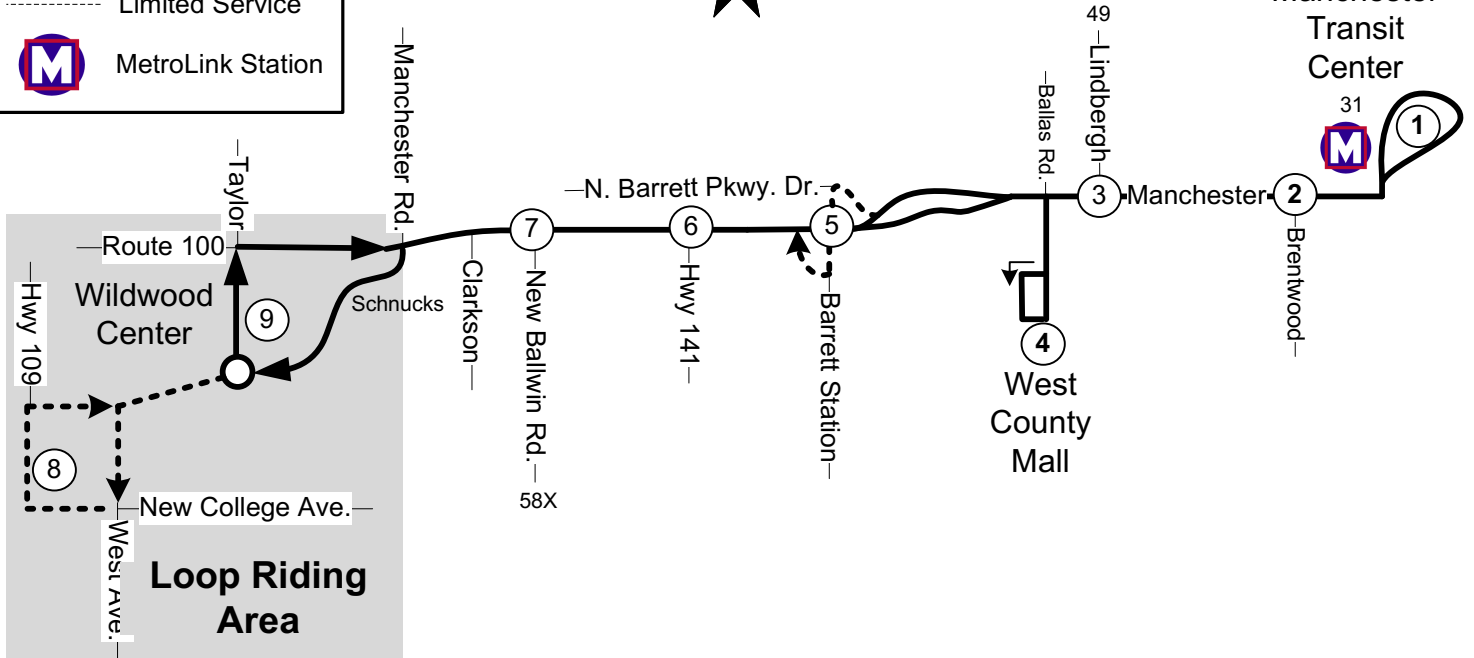 Limited Service
M
MetroLink Station
49
Transit
Center
31
M
1
Manchester Rd.
Lindbergh
Ballas Rd.
Taylor
N. Barrett Pkwy. Dr.
3
Manchester
2
Route 100
7
6
5
Brentwood
Hwy 109
Wildwood
Center
9
Schnucks
Clarkson
New Ballwin Rd.
Hwy 141
Barrett Station
4
West
County
Mall
8
58X
New College Ave.
West Ave.
Loop Riding
Area